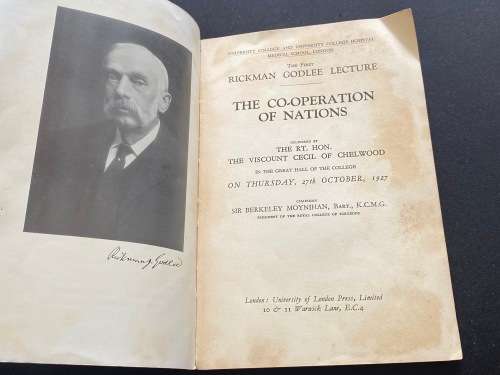 Rickman J. Godlee
UNIVERSITY COLLEGE AND UNIVERSITY COLLEGE HOSPITAL
MEDICAL SCHOOL, LONDON
THE FIRST
RICKMAN GODLEE LECTURE
THE CO-OPERATION
OF NATIONS
DELIVERED BY
THE RT. HON.
THE VISCOUNT CECIL OF CHELWOOD
IN THE GREAT HALL OF THE COLLEGE
ON THURSDAY, 27th OCTOBER, 1927
CHAIRMAN
SIR BERKELEY MOYNIHAN, BART., K.C.M.G.
PRESIDENT OF THE ROYAL COLLEGE OF SURGEONS
London: University of London Press, Limited
10 & 11 Warwick Lane, E.C.4